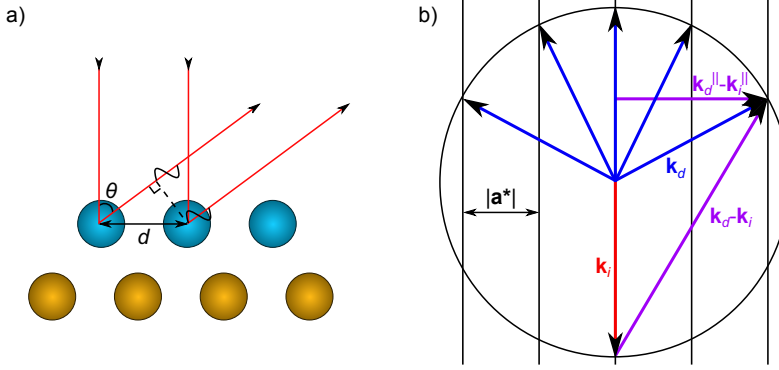 a)
θ
d
b)
k_d^||-k_i^||
k_d
|a*|
k_d-k_i
k_i